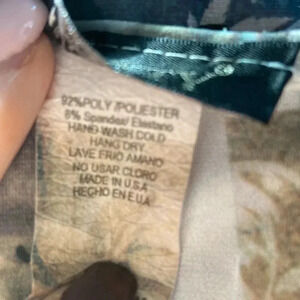 92%POLY/POLIESTER
8% Spandex/Elastano
HAND WASH COLD
HANG DRY
LAVE FRIO AMANO
NO USAR CLORO
MADE IN U.S.A
HECHO EN E.U.A